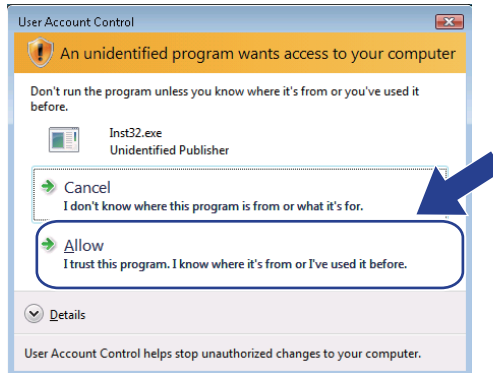 User Account Control
An unidentified program wants access to your computer
Don't run the program unless you know where it's from or you've used it
before.
Inst32.exe
Unidentified Publisher
Cancel
I don't know where this program is from or what it's for.
Allow
I trust this program. I know where it's from or I've used it before.
Details
User Account Control helps stop unauthorized changes to your computer.